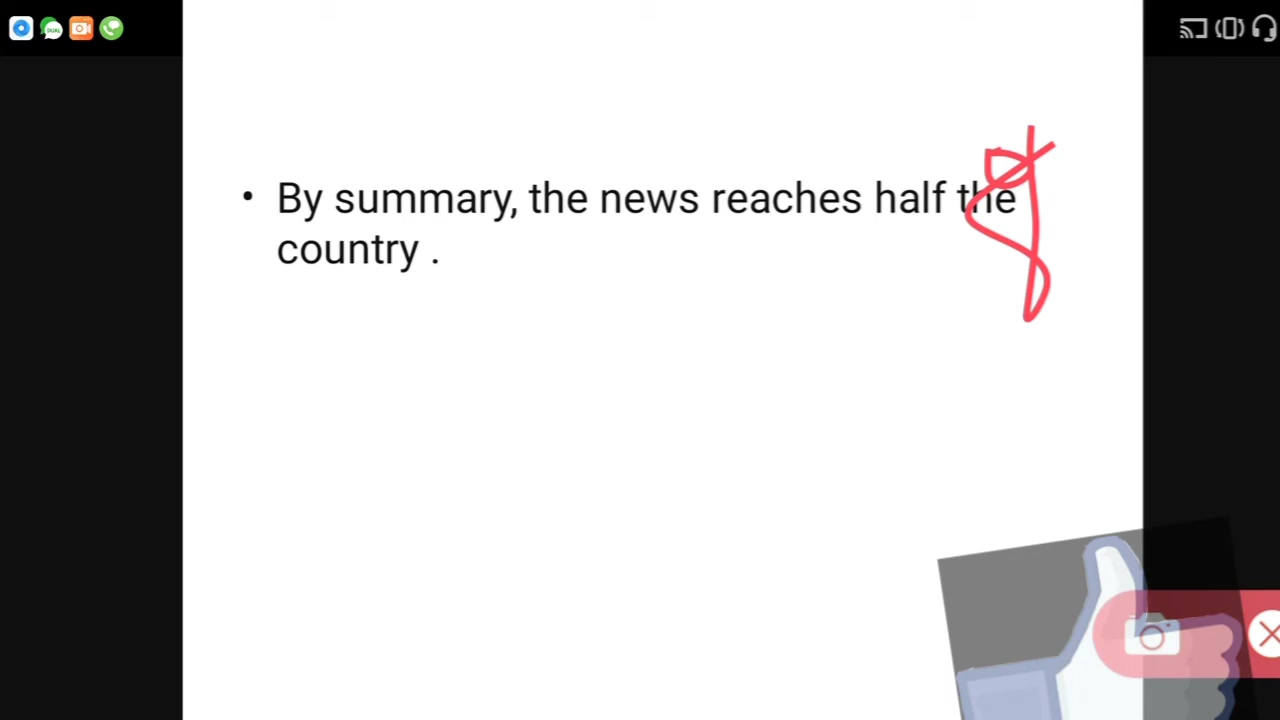 • By summary, the news reaches half the
country .